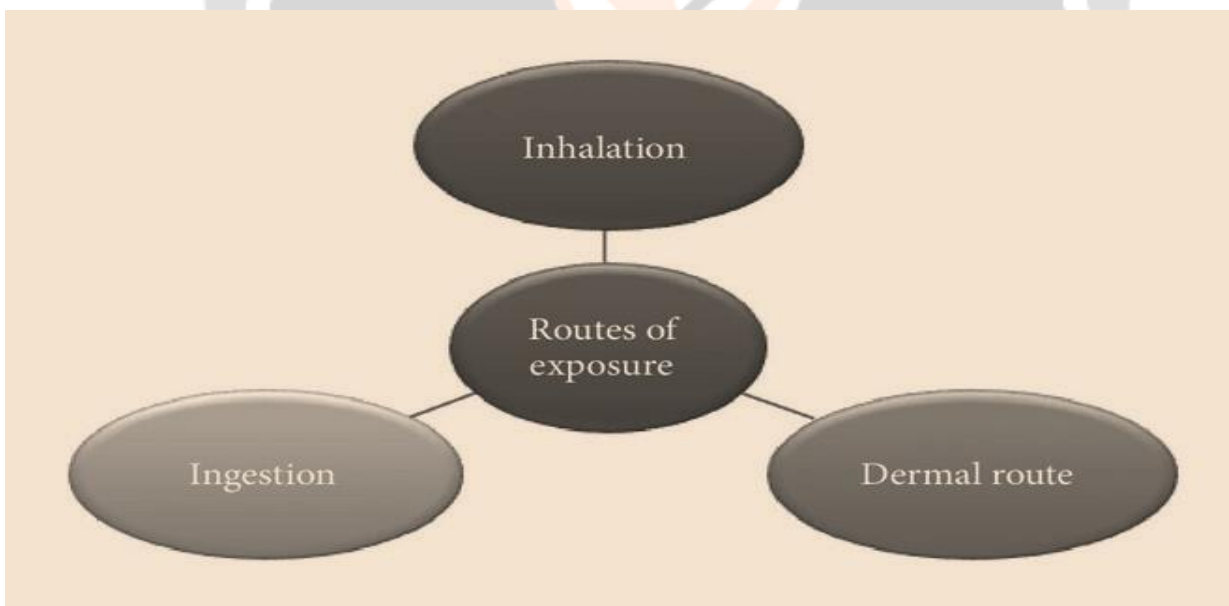 Inhalation
Routes of
exposure
Ingestion
Dermal route